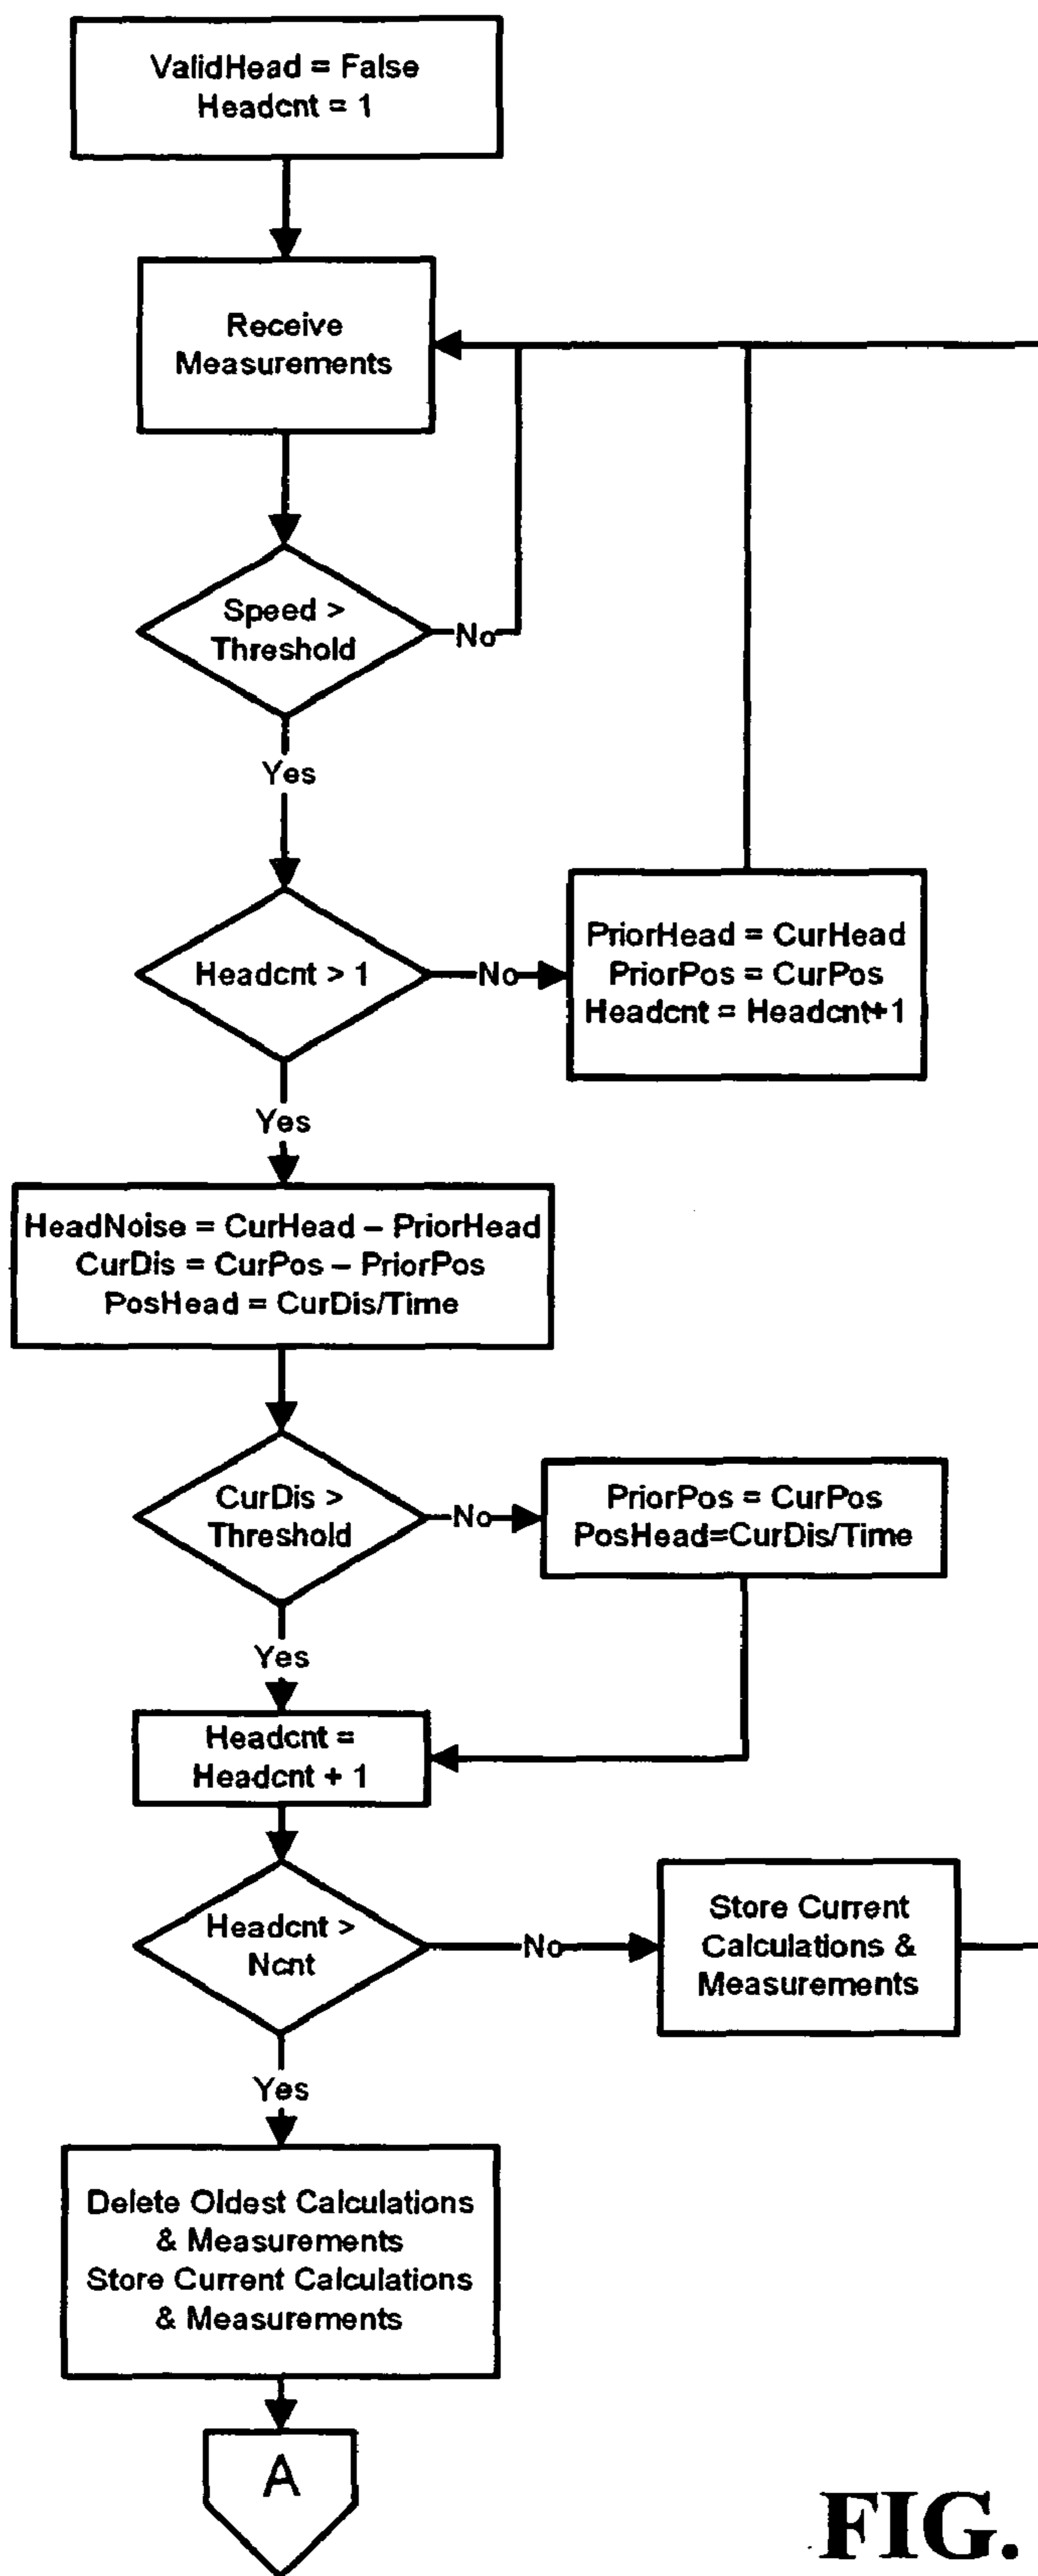 ValidHead = False
Headcnt = 1
Receive
Measurements
Speed >
Threshold
No
Yes
Headcnt > 1
No
PriorHead = CurHead
PriorPos = CurPos
Headcnt = Headcnt+1
Yes
HeadNoise = CurHead – PriorHead
CurDis = CurPos – PriorPos
PosHead = CurDis/Time
CurDis >
Threshold
No
PriorPos = CurPos
PosHead=CurDis/Time
Yes
Headcnt =
Headcnt + 1
Headcnt >
Ncnt
No
Store Current
Calculations &
Measurements
Yes
Delete Oldest Calculations
& Measurements
Store Current Calculations
& Measurements
A
FIG.